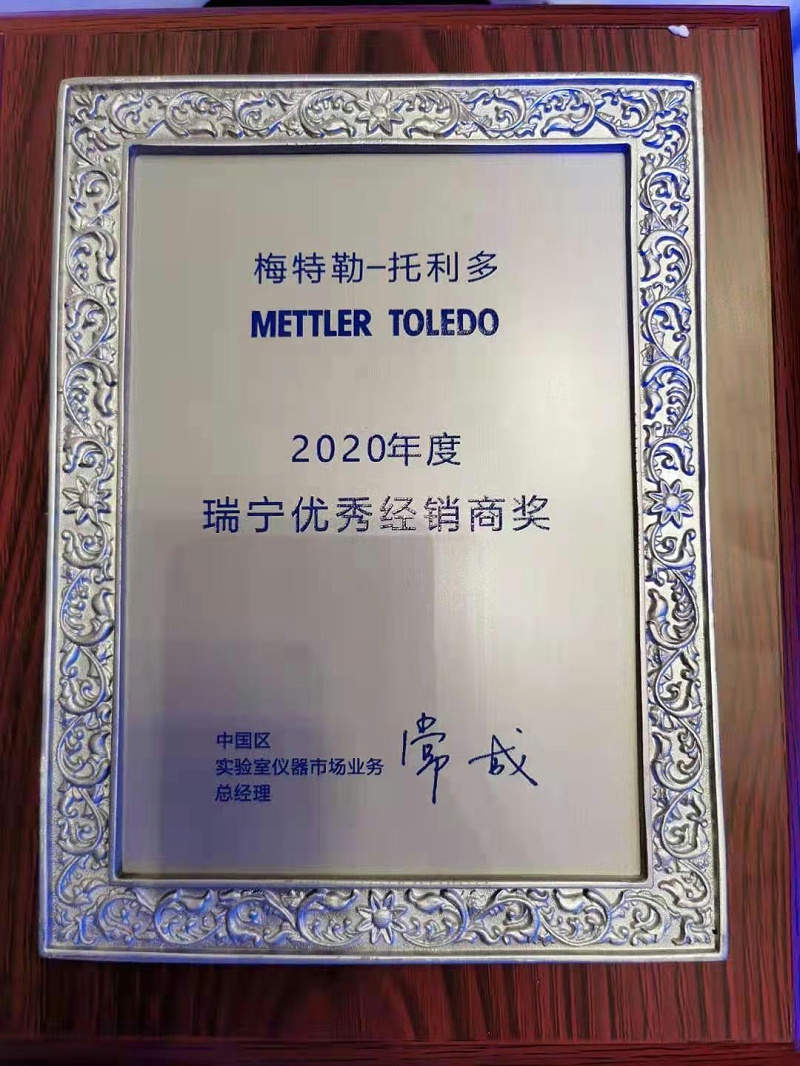 梅特勒-托利多
METTLER TOLEDO
2020年度
瑞宁优秀经销商奖
中国区
实验室仪器市场业务
总经理